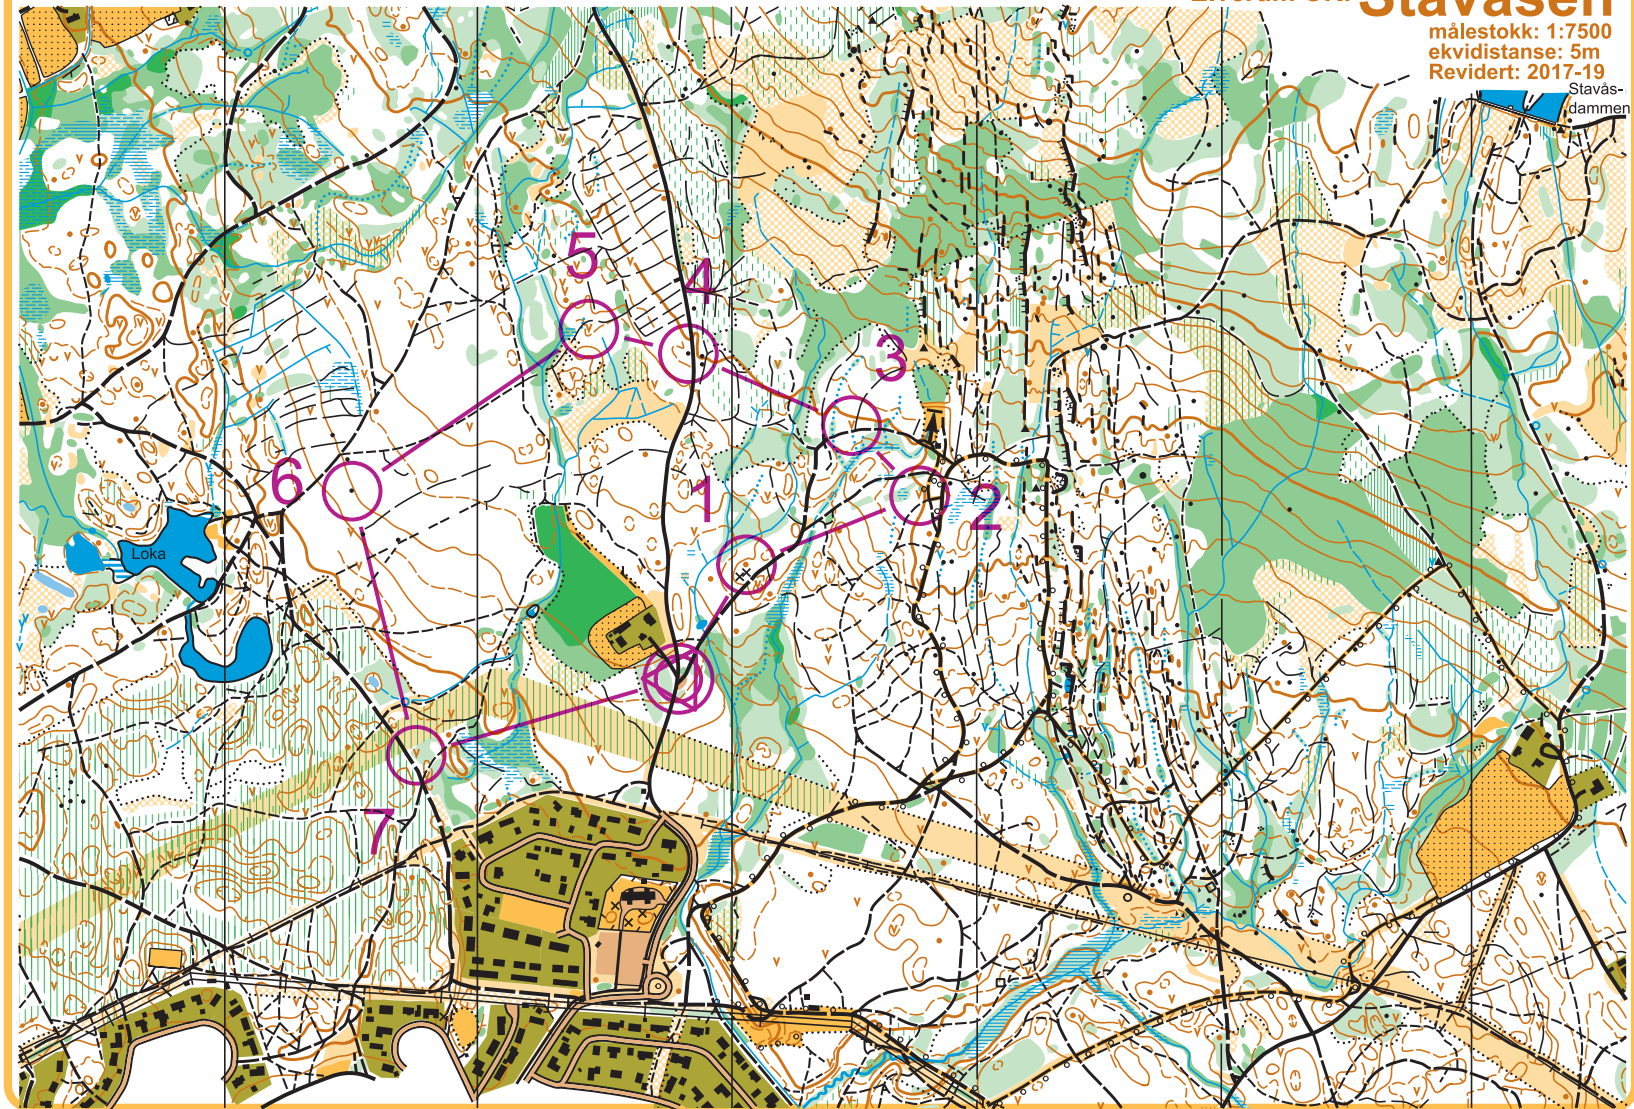 Stavåsen
målestokk: 1:7500
ekvidistanse: 5m
Revidert: 2017-19
Stavås-
dammen
5
4
3
6
1
2
Loka
7